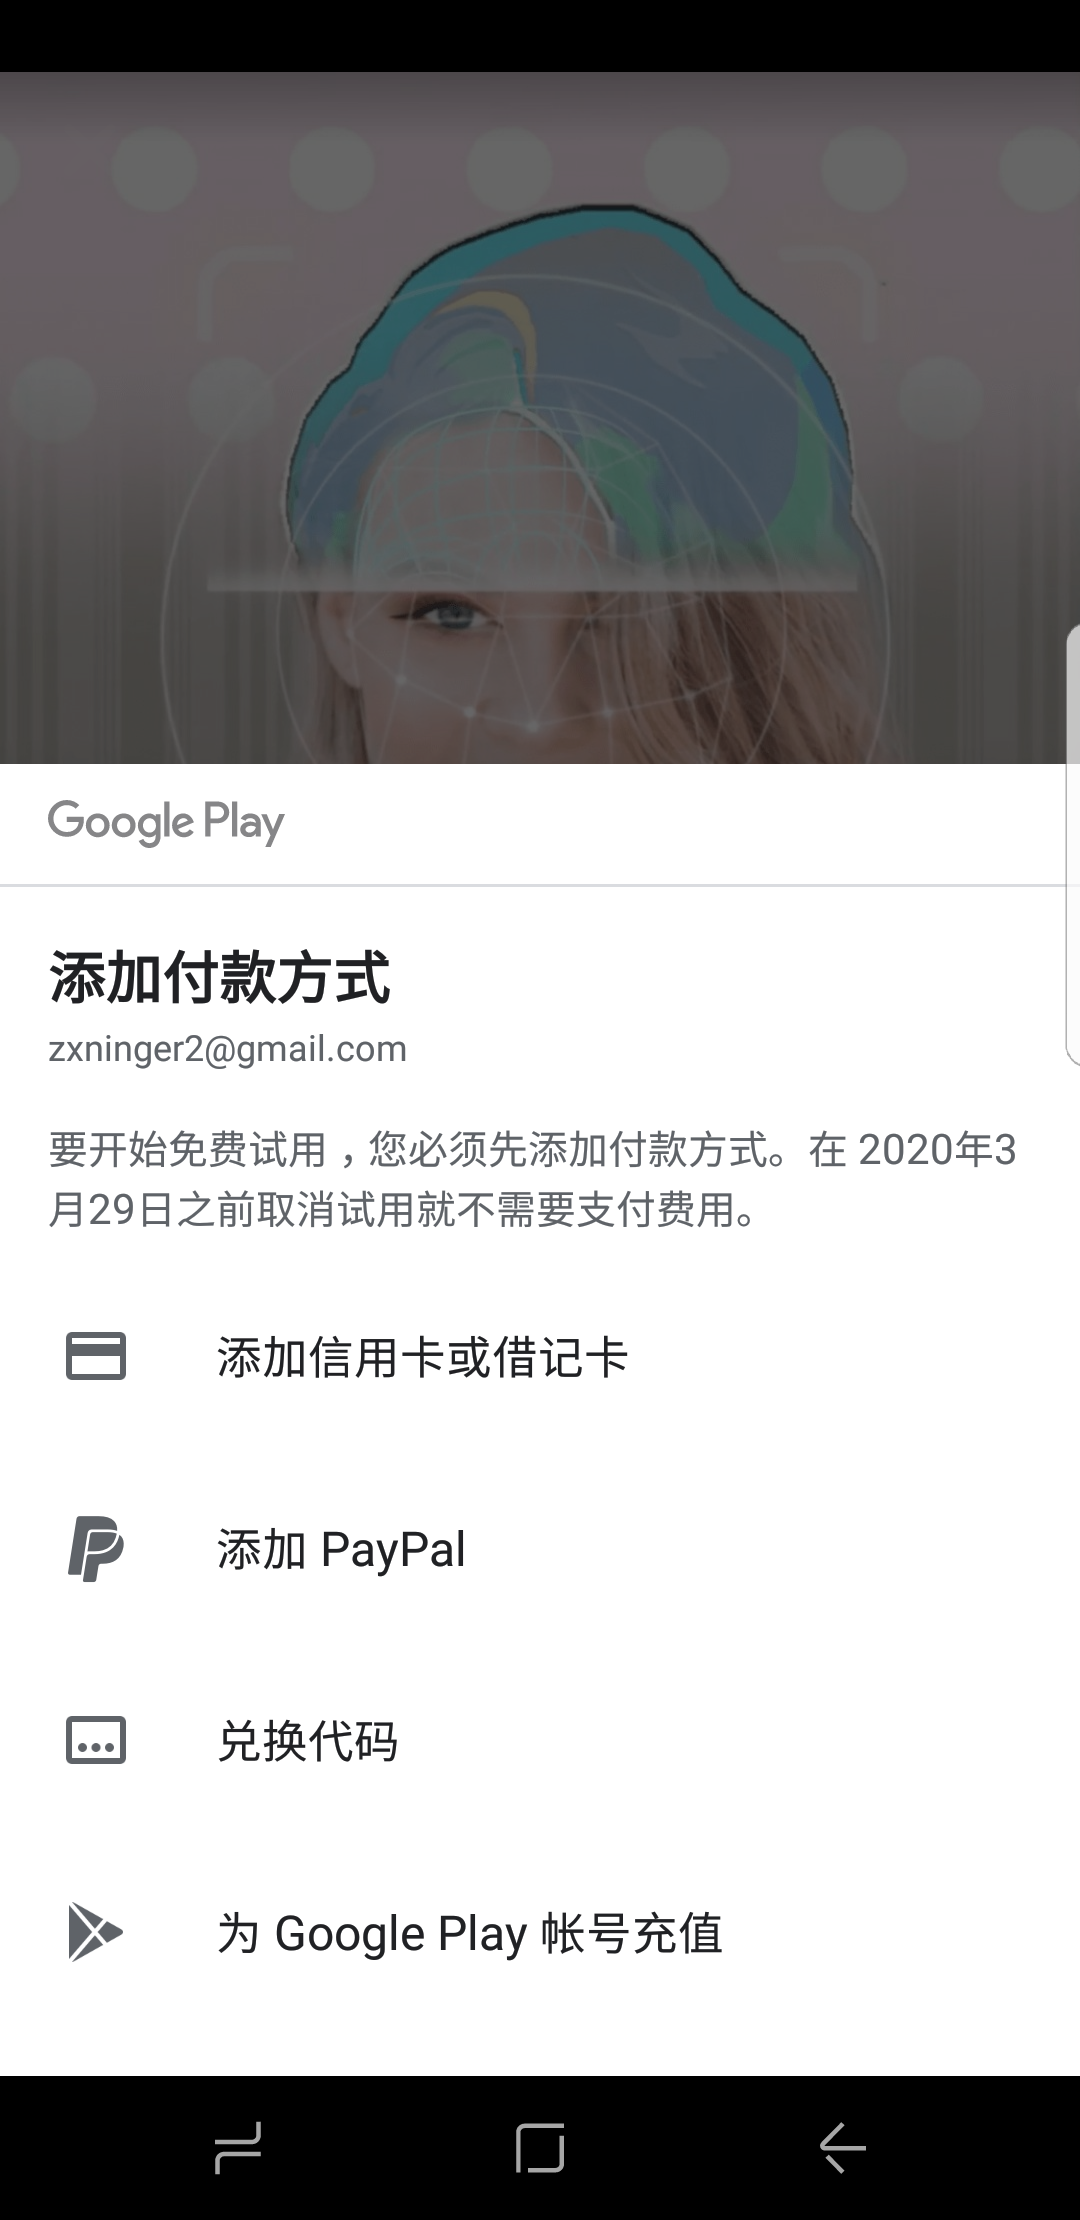 Google Play
添加付款方式
zxninger2@gmail.com
要开始免费试用，您必须先添加付款方式。在 2020年3
月29日之前取消试用就不需要支付费用。
添加信用卡或借记卡
添加 PayPal
兑换代码
为 Google Play 帐号充值